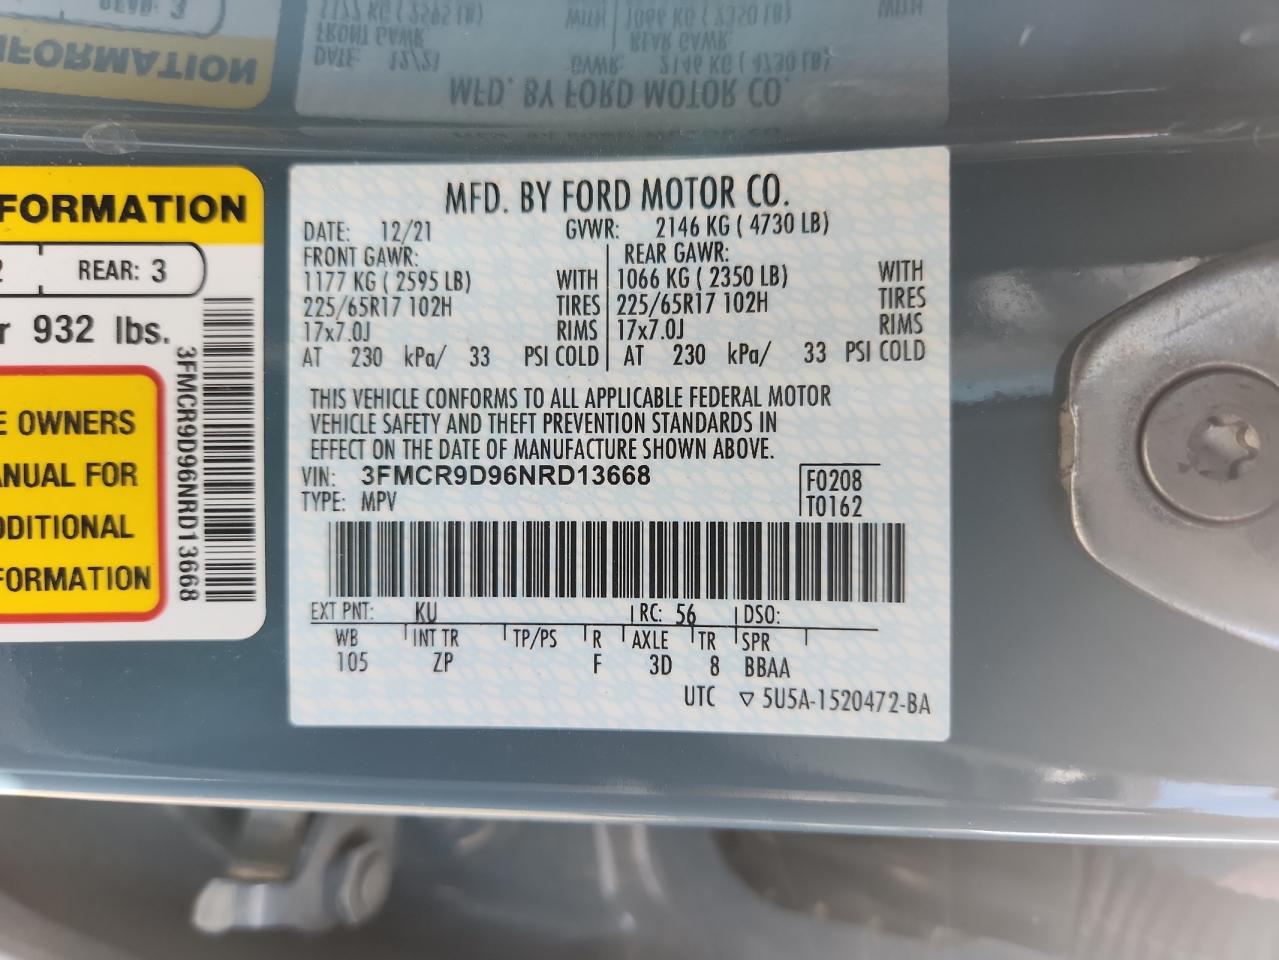 FORMATION
2 REAR: 3
r 932 lbs.
E OWNERS
ANUAL FOR
DDITIONAL
FORMATION
3FMCR9D96NRD13668
MFD. BY FORD MOTOR CO.
DATE: 12/21 GVWR: 2146 KG ( 4730 LB)
FRONT GAWR: REAR GAWR:
1177 KG ( 2595 LB) WITH 1066 KG ( 2350 LB) WITH
225/65R17 102H TIRES 225/65R17 102H TIRES
17x7.0J RIMS 17x7.0J RIMS
AT 230 kPa/ 33 PSI COLD AT 230 kPa/ 33 PSI COLD
THIS VEHICLE CONFORMS TO ALL APPLICABLE FEDERAL MOTOR
VEHICLE SAFETY AND THEFT PREVENTION STANDARDS IN
EFFECT ON THE DATE OF MANUFACTURE SHOWN ABOVE.
VIN: 3FMCR9D96NRD13668 F0208
TYPE: MPV T0162
EXT PNT: KU RC: 56 DSO:
WB INT TR TP/PS R AXLE TR SPR
105 ZP F 3D 8 BBAA
UTC ▽ 5U5A-1520472-BA